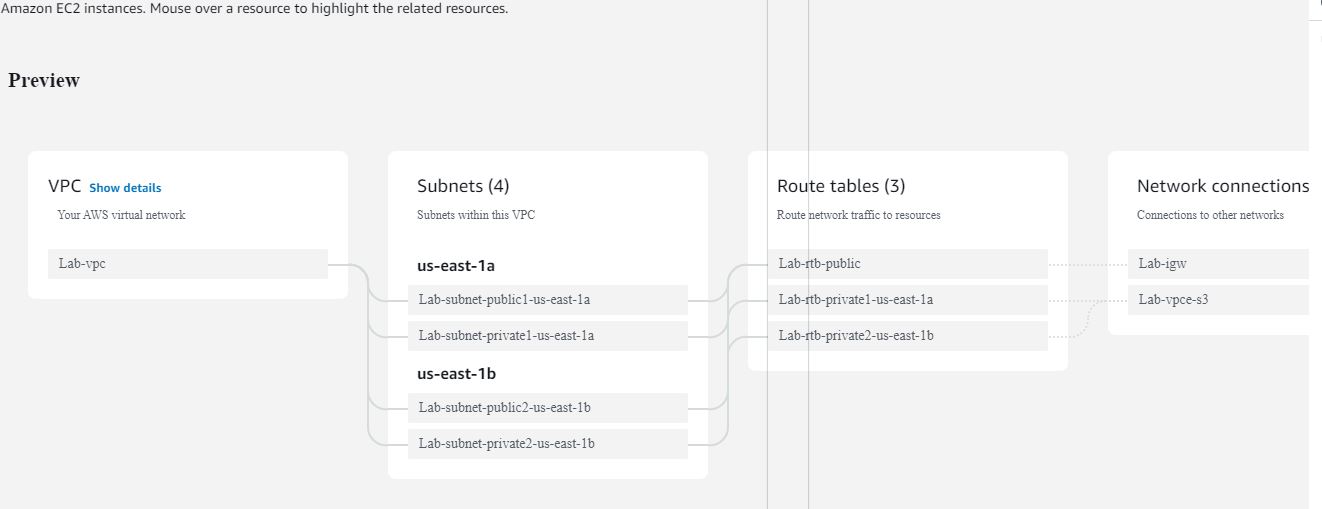 Amazon EC2 instances. Mouse over a resource to highlight the related resources.
Preview
VPC Show details
Your AWS virtual network
Lab-vpc
Subnets (4)
Subnets within this VPC
us-east-1a
Lab-subnet-public1-us-east-1a
Lab-subnet-private1-us-east-1a
us-east-1b
Lab-subnet-public2-us-east-1b
Lab-subnet-private2-us-east-1b
Route tables (3)
Route network traffic to resources
Lab-rtb-public
Lab-rtb-private1-us-east-1a
Lab-rtb-private2-us-east-1b
Network connections
Connections to other networks
Lab-igw
Lab-vpce-s3